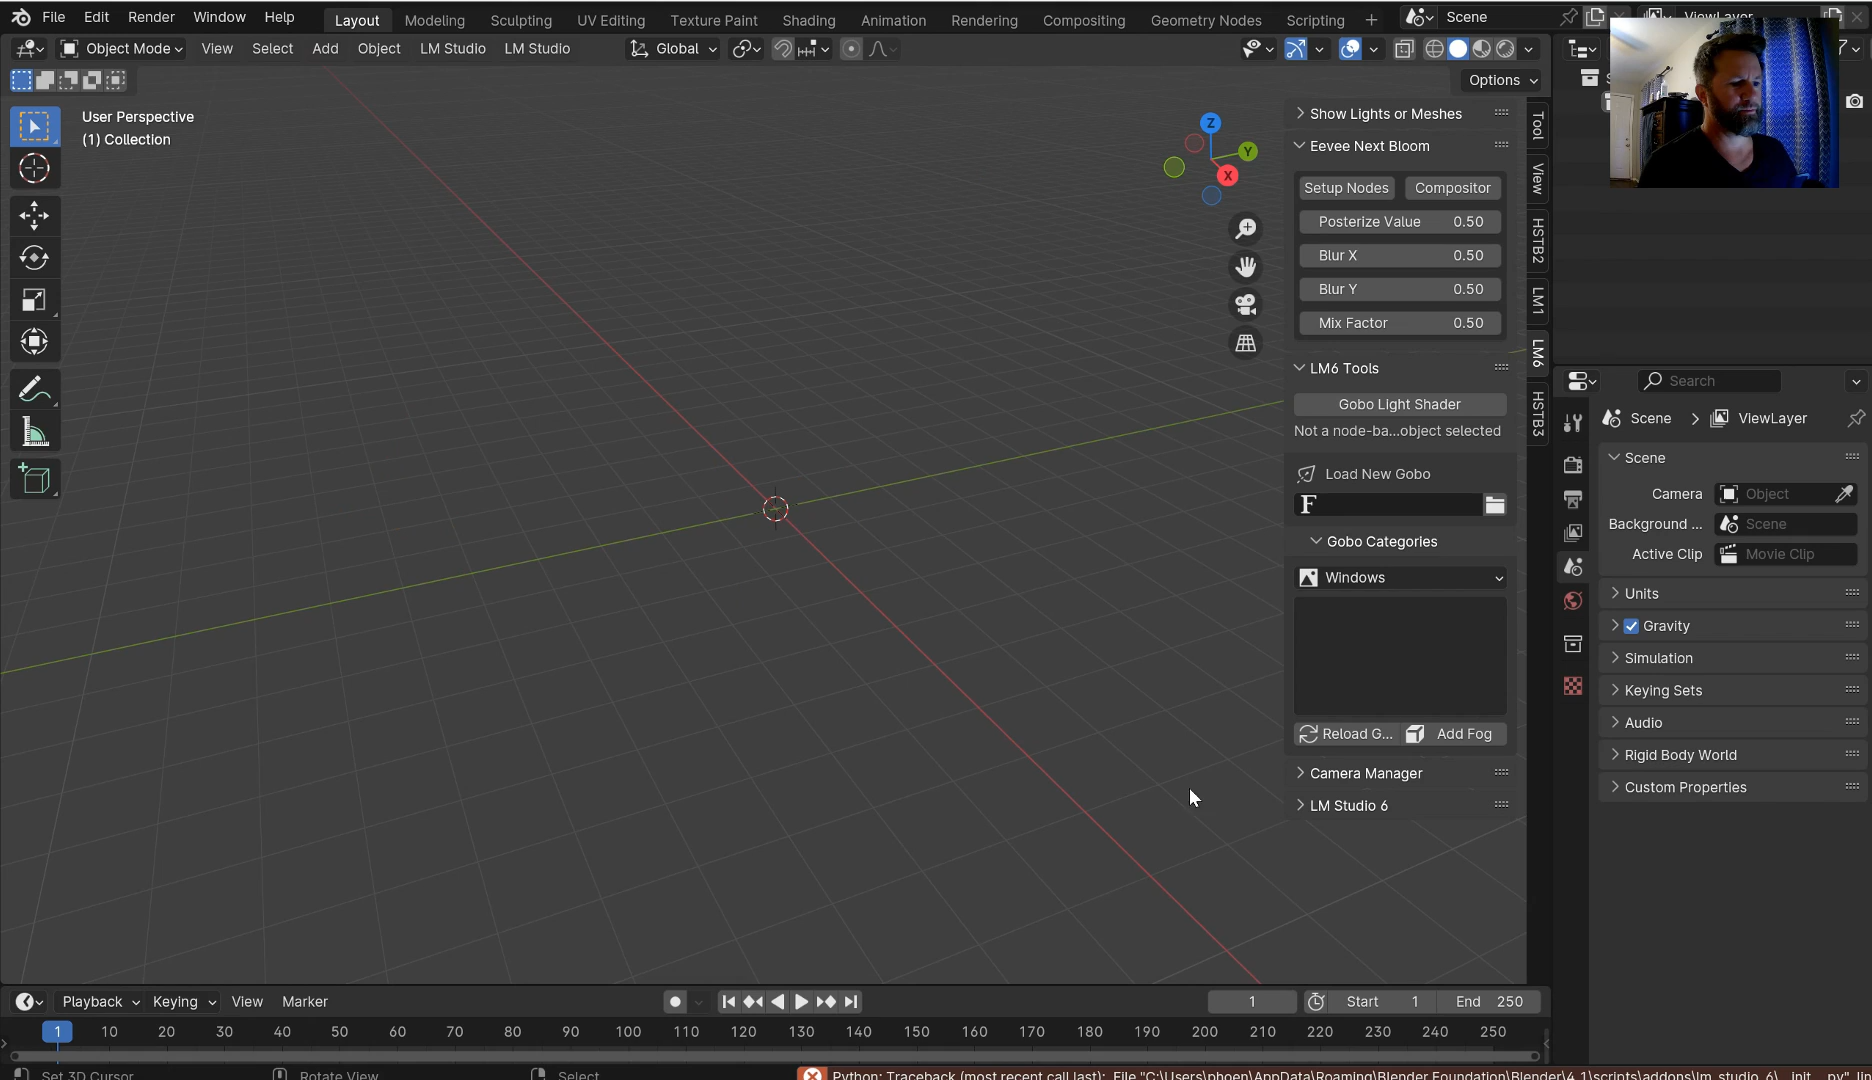 File Edit Render Window Help Layout Modeling Sculpting UV Editing Texture Paint Shading Animation Rendering Compositing Geometry Nodes Scripting + Scene ViewLayer
Object Mode View Select Add Object LM Studio LM Studio Global
Options
User Perspective
(1) Collection
Z
Y
X
Show Lights or Meshes
Eevee Next Bloom
Setup Nodes Compositor
Posterize Value 0.50
Blur X 0.50
Blur Y 0.50
Mix Factor 0.50
LM6 Tools
Gobo Light Shader
Not a node-ba...object selected
Load New Gobo
F
Gobo Categories
Windows
Reload G... Add Fog
Camera Manager
LM Studio 6
Tool
View
HSTB2
LM1
LM6
HSTB3
Search
Scene > ViewLayer
Scene
Camera Object
Background ... Scene
Active Clip Movie Clip
Units
Gravity
Simulation
Keying Sets
Audio
Rigid Body World
Custom Properties
Playback Keying View Marker 1 Start 1 End 250
1 10 20 30 40 50 60 70 80 90 100 110 120 130 140 150 160 170 180 190 200 210 220 230 240 250
Set 3D Cursor Rotate View Select Python: Traceback (most recent call last): File "C:\Users\phoen\AppData\Roaming\Blender Foundation\Blender\4.1\scripts\addons\lm_studio_6\__init__.py", li